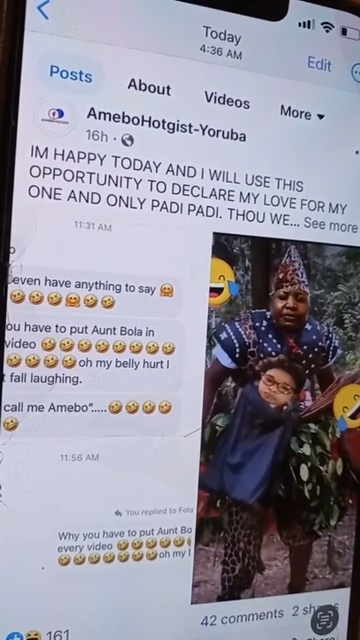 Today
4:36 AM
Edit
Posts
About
Videos
More
AmeboHotgist-Yoruba
16h ·
IM HAPPY TODAY AND I WILL USE THIS
OPPORTUNITY TO DECLARE MY LOVE FOR MY
ONE AND ONLY PADI PADI. THOU WE... See more
11:31 AM
even have anything to say 🤗
🤣🤣🤣🤗🤣🤣
ou have to put Aunt Bola in
video 🤣🤣🤣🤣🤣🤣🤣🤣
🤣🤣🤣🤣 oh my belly hurt I
t fall laughing.
call me Amebo".....🤣🤣🤣🤣
🤣
11:56 AM
You replied to Fola
Why you have to put Aunt Bo
every video 🤣🤣🤣🤣🤣
🤣🤣🤣🤣🤣🤣🤣 oh my l
161
42 comments